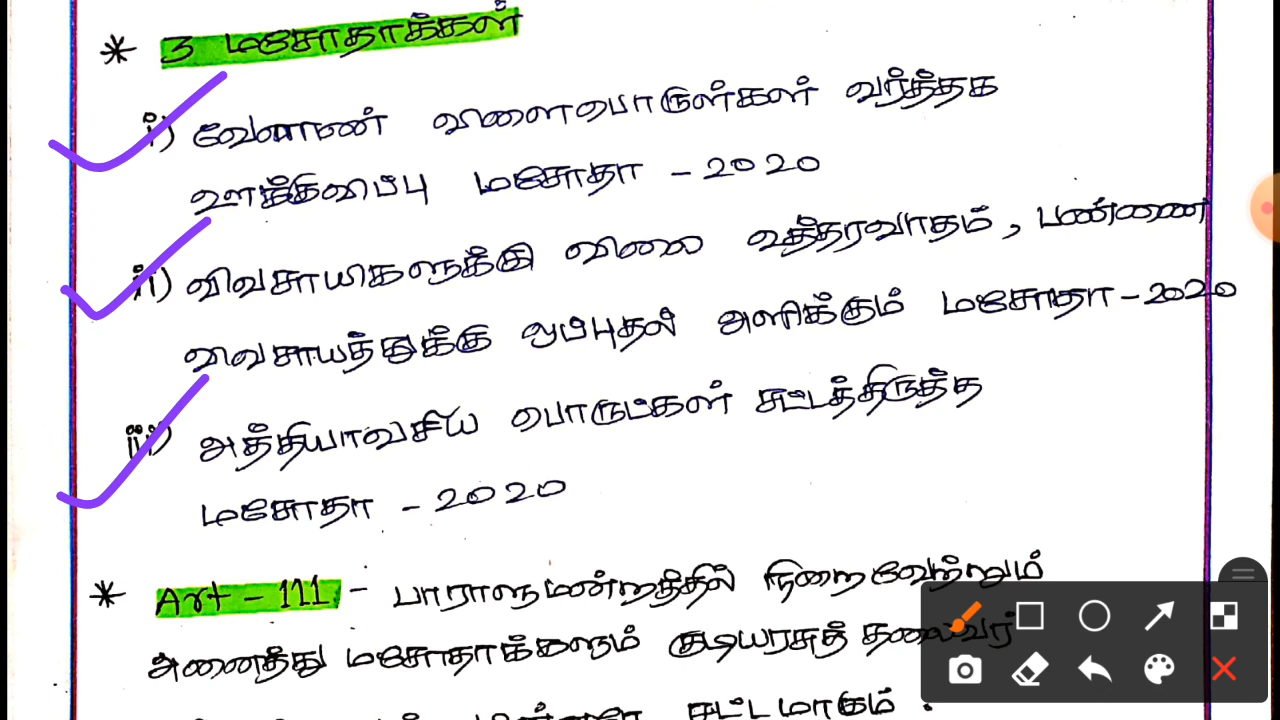 * 3 மசோதாக்கள்
i) வேளாண் விளைபொருள்கள் வர்த்தக
ஊக்குவிப்பு மசோதா - 2020
ii) விவசாயிகளுக்கு விலை உத்தரவாதம், பண்ணை
விவசாயத்துக்கு ஒப்புதல் அளிக்கும் மசோதா - 2020
iii) அத்தியாவசிய பொருட்கள் சட்டத்திருத்த
மசோதா - 2020
* Art - 111 - பாராளுமன்றத்தில் நிறைவேற்றும்
அனைத்து மசோதாக்களும் குடியரசுத் தலைவர்
சட்டமாகும்.